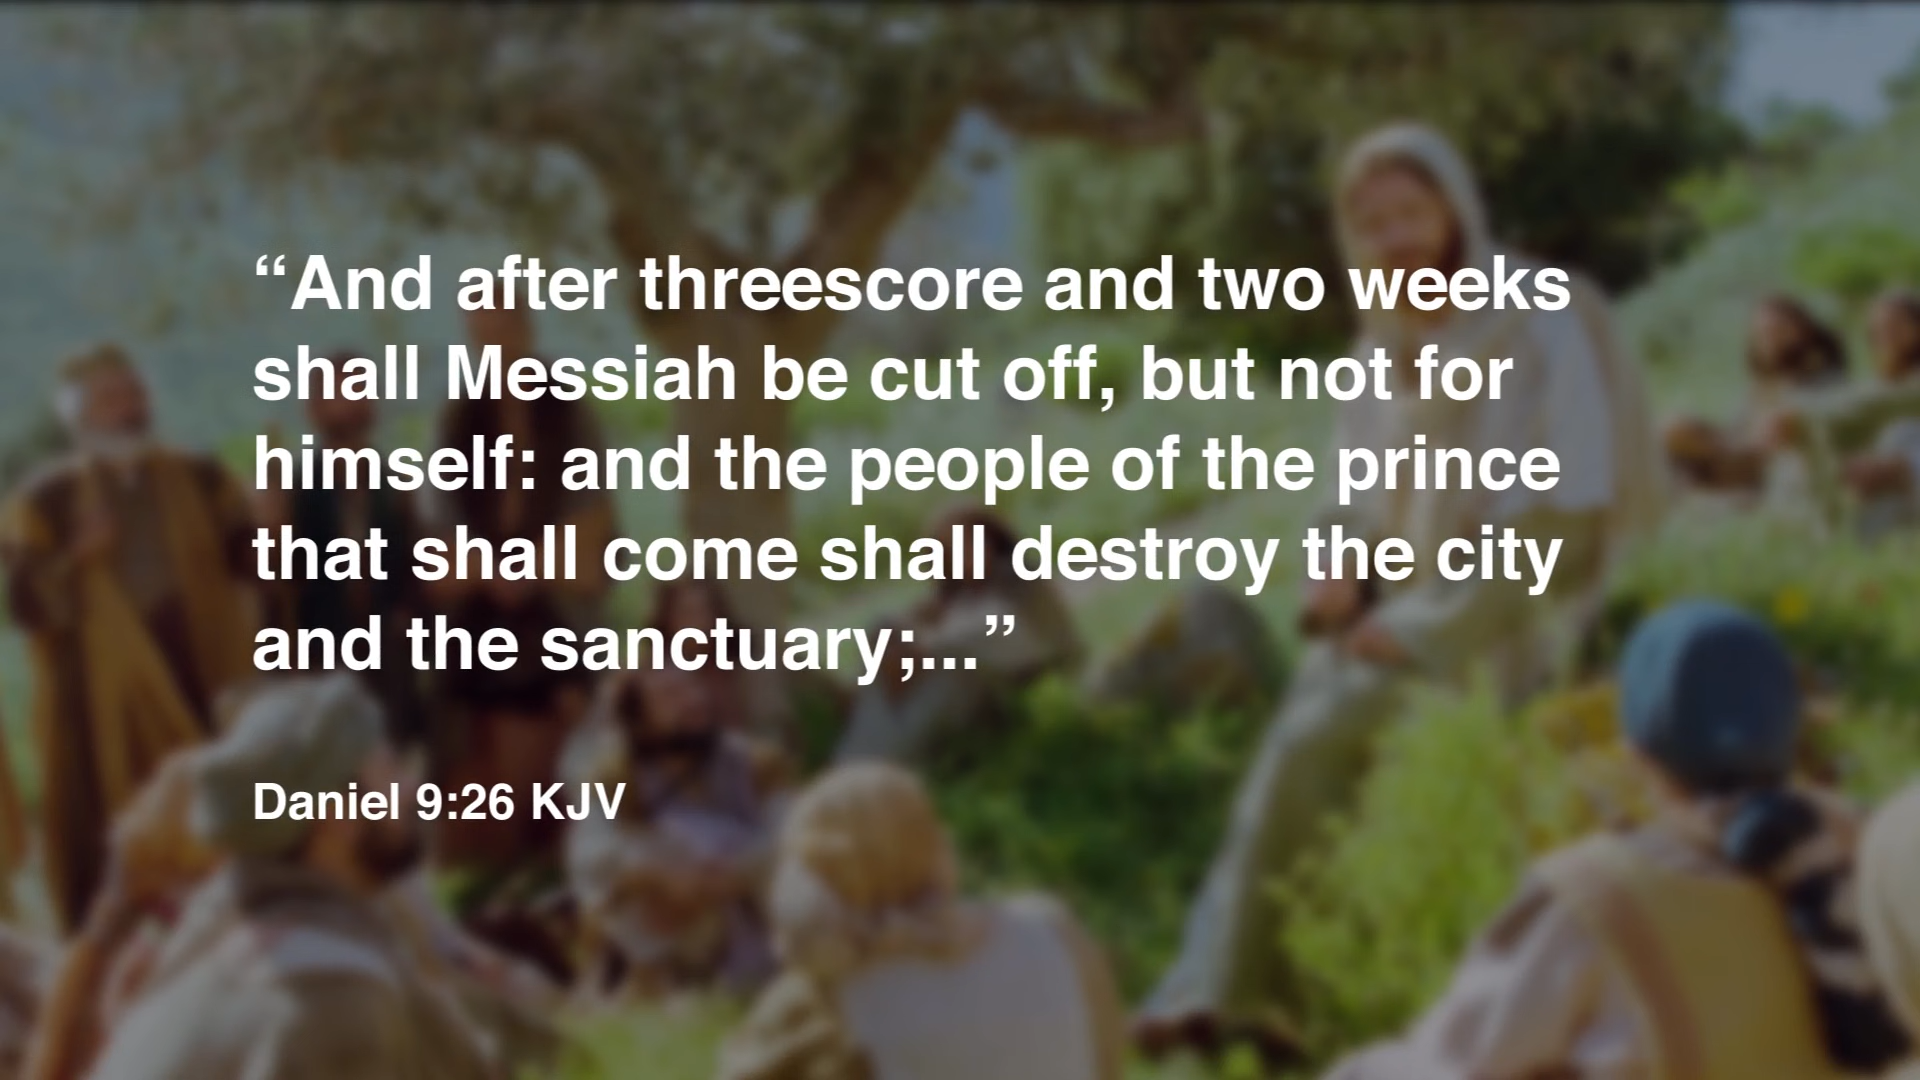 “And after threescore and two weeks
shall Messiah be cut off, but not for
himself: and the people of the prince
that shall come shall destroy the city
and the sanctuary;...”
Daniel 9:26 KJV